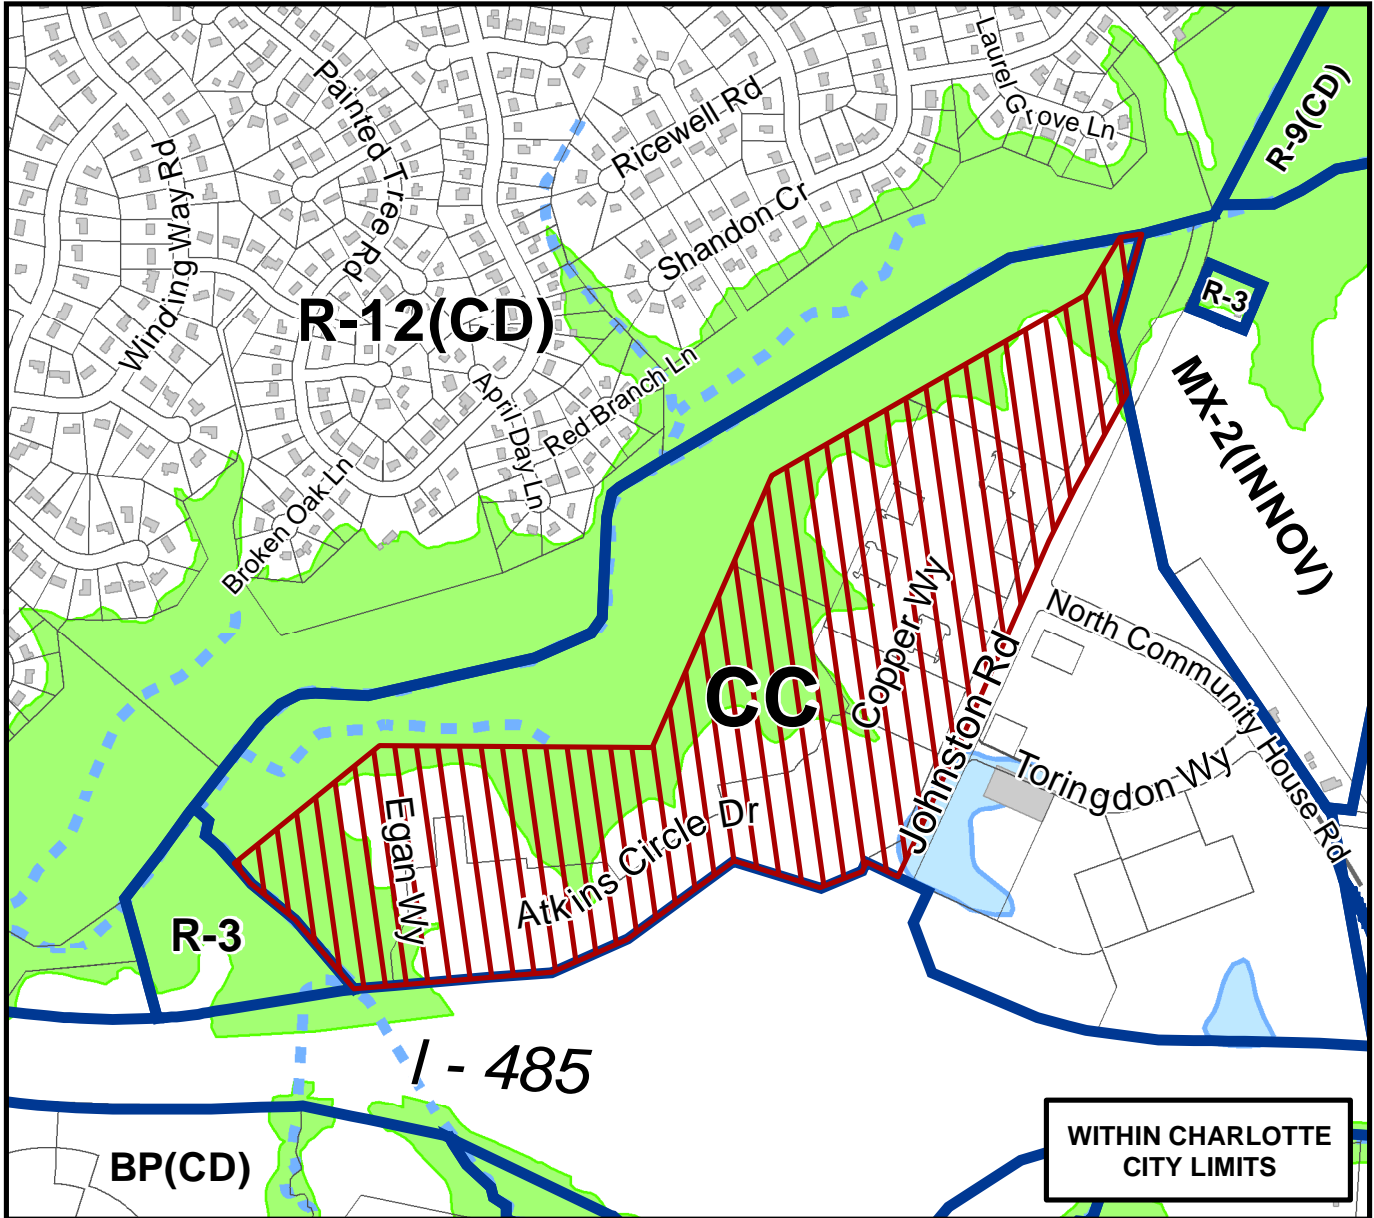 Laurel Grove Ln
R-9(CD)
Painted Tree Rd
Ricewell Rd
Winding Way Rd
Shandon Cr
R-12(CD)
R-3
MX-2(INNOV)
April Day Ln
Red Branch Ln
Broken Oak Ln
Copper Wy
North Community House Rd
CC
Johnston Rd
Toringdon Wy
Egan Wy
Atkins Circle Dr
R-3
I - 485
BP(CD)
WITHIN CHARLOTTE
CITY LIMITS